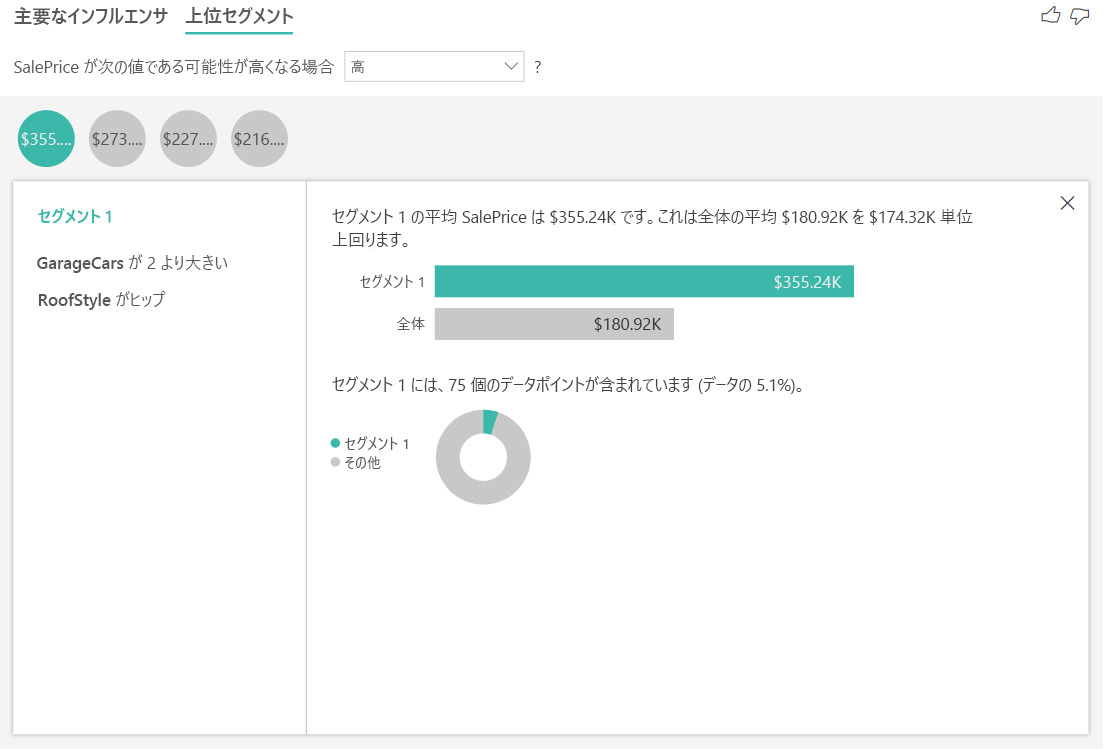 主要なインフルエンサ 上位セグメント
SalePrice が次の値である可能性が高くなる場合 高 ?
$355.... $273.... $227.... $216....
セグメント 1
GarageCars が 2 より大きい
RoofStyle がヒップ
セグメント 1 の平均 SalePrice は $355.24K です。これは全体の平均 $180.92K を $174.32K 単位
上回ります。
セグメント 1 $355.24K
全体 $180.92K
セグメント 1 には、75 個のデータポイントが含まれています (データの 5.1%)。
セグメント 1
その他